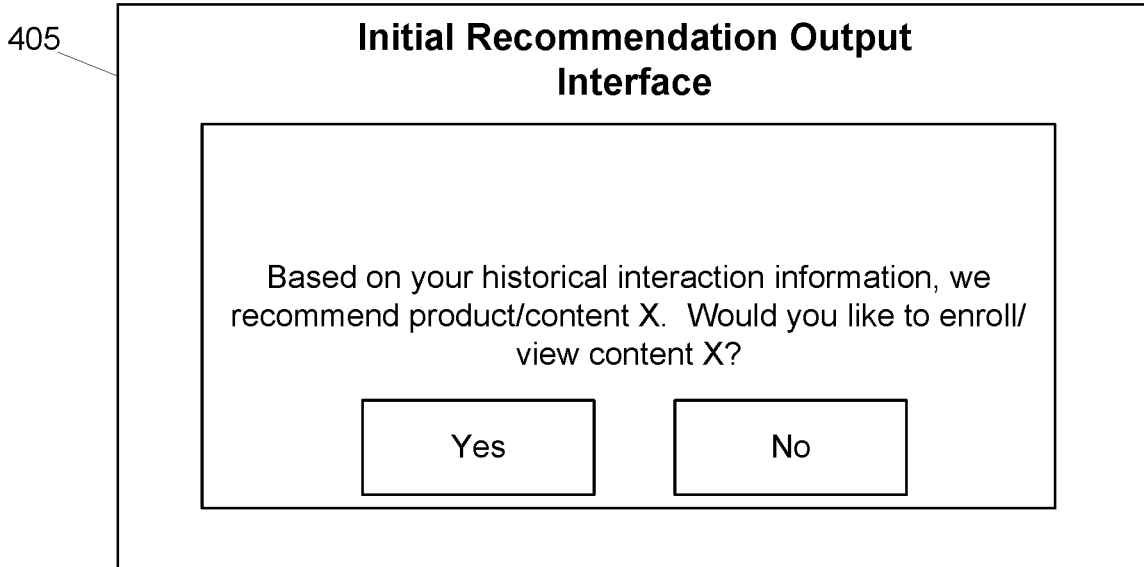 405
Initial Recommendation Output
Interface
Based on your historical interaction information, we
recommend product/content X.  Would you like to enroll/
view content X?
Yes
No